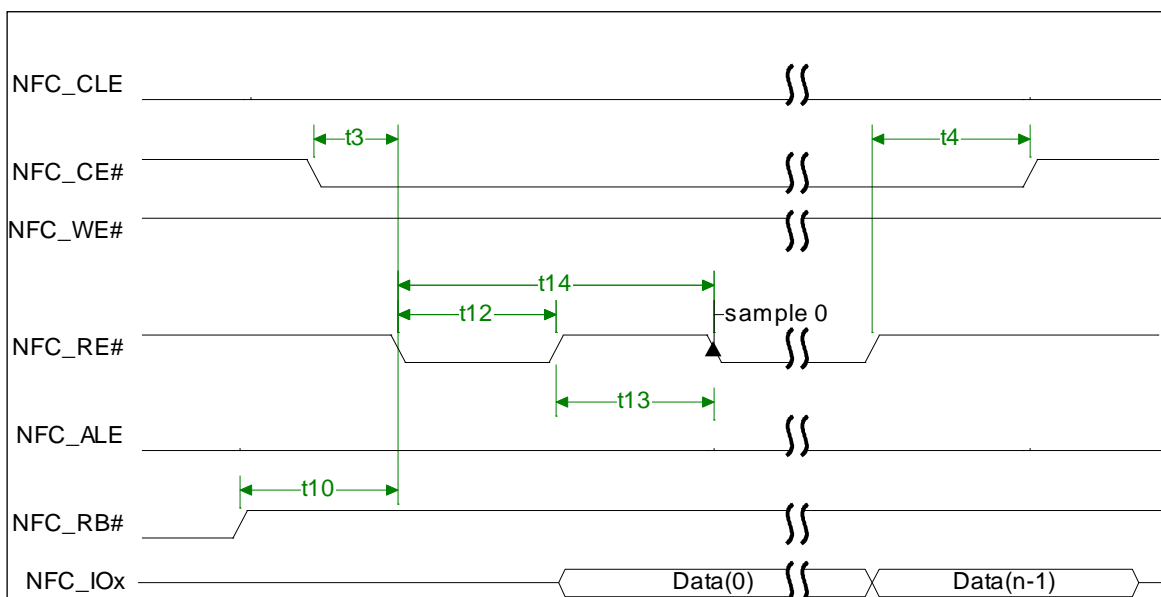 NFC_CLE
t3
t4
NFC_CE#
NFC_WE#
t14
t12
sample 0
NFC_RE#
t13
NFC_ALE
t10
NFC_RB#
NFC_IOx
Data(0)
Data(n-1)